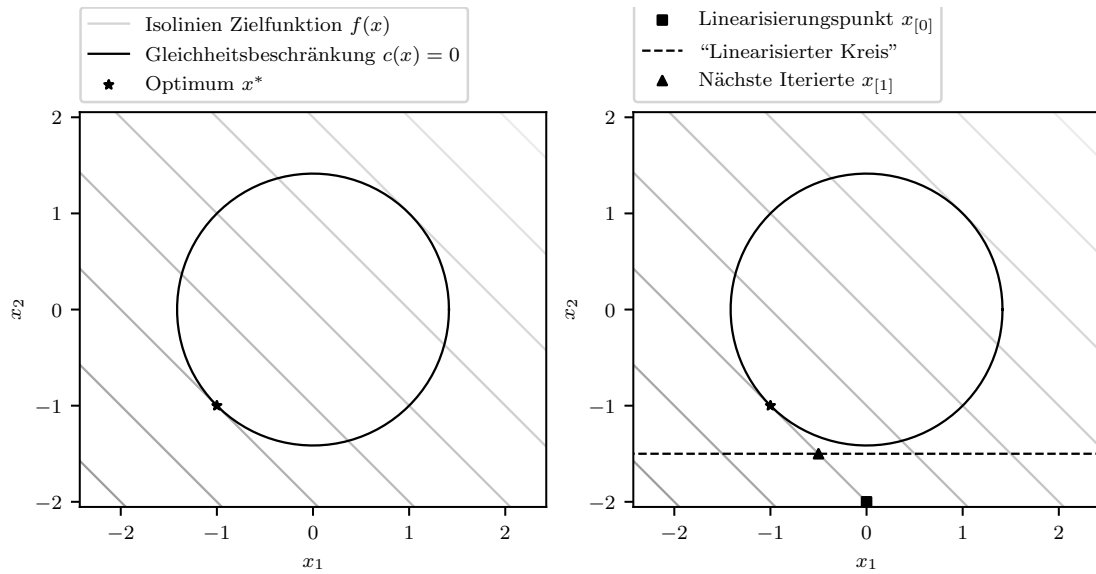 Isolinien Zielfunktion f(x)
Gleichheitsbeschränkung c(x) = 0
Optimum x*
2
1
0
−1
−2
x₂
−2 −1 0 1 2
x₁
Linearisierungspunkt x[0]
“Linearisierter Kreis”
Nächste Iterierte x[1]
2
1
0
−1
−2
x₂
−2 −1 0 1 2
x₁